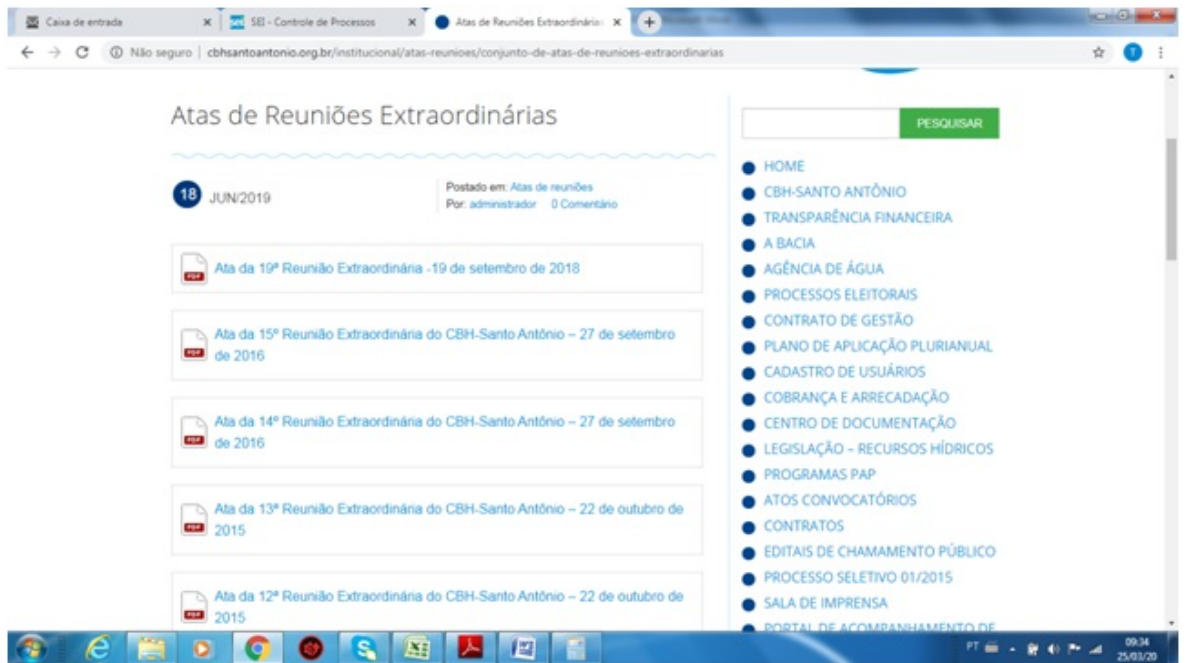 Caixa de entrada
SEI - Controle de Processos
Atas de Reuniões Extraordinária
Não seguro | cbhsantoantonio.org.br/institucional/atas-reunioes/conjunto-de-atas-de-reunioes-extraordinarias
T
Atas de Reuniões Extraordinárias
18 JUN/2019
Postado em: Atas de reuniões
Por: administrador 0 Comentário
Ata da 19ª Reunião Extraordinária -19 de setembro de 2018
Ata da 15º Reunião Extraordinária do CBH-Santo Antônio – 27 de setembro
de 2016
Ata da 14º Reunião Extraordinária do CBH-Santo Antônio – 27 de setembro
de 2016
Ata da 13ª Reunião Extraordinária do CBH-Santo Antônio – 22 de outubro de
2015
Ata da 12ª Reunião Extraordinária do CBH-Santo Antônio – 22 de outubro de
2015
PESQUISAR
HOME
CBH-SANTO ANTÔNIO
TRANSPARÊNCIA FINANCEIRA
A BACIA
AGÊNCIA DE ÁGUA
PROCESSOS ELEITORAIS
CONTRATO DE GESTÃO
PLANO DE APLICAÇÃO PLURIANUAL
CADASTRO DE USUÁRIOS
COBRANÇA E ARRECADAÇÃO
CENTRO DE DOCUMENTAÇÃO
LEGISLAÇÃO – RECURSOS HÍDRICOS
PROGRAMAS PAP
ATOS CONVOCATÓRIOS
CONTRATOS
EDITAIS DE CHAMAMENTO PÚBLICO
PROCESSO SELETIVO 01/2015
SALA DE IMPRENSA
PORTAL DE ACOMPANHAMENTO DE
PT
09:34
25/03/20